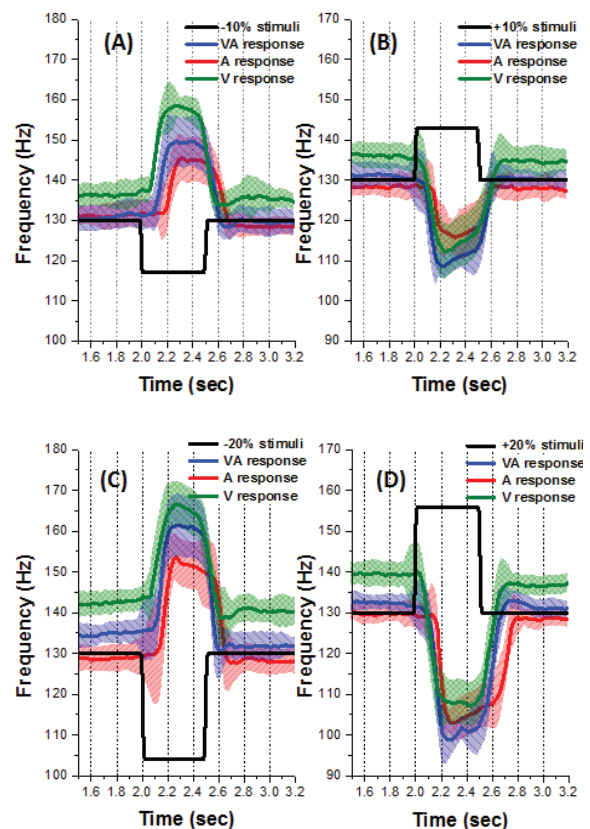 (A)
-10% stimuli
VA response
A response
V response
180
170
160
150
140
130
120
110
100
Frequency (Hz)
1.6 1.8 2.0 2.2 2.4 2.6 2.8 3.0 3.2
Time (sec)
(B)
+10% stimuli
VA response
A response
V response
170
160
150
140
130
120
110
100
90
Frequency (Hz)
1.6 1.8 2.0 2.2 2.4 2.6 2.8 3.0 3.2
Time (sec)
(C)
-20% stimuli
VA response
A response
V response
180
170
160
150
140
130
120
110
100
Frequency (Hz)
1.6 1.8 2.0 2.2 2.4 2.6 2.8 3.0 3.2
Time (sec)
(D)
+20% stimuli
VA response
A response
V response
170
160
150
140
130
120
110
100
90
Frequency (Hz)
1.6 1.8 2.0 2.2 2.4 2.6 2.8 3.0 3.2
Time (sec)